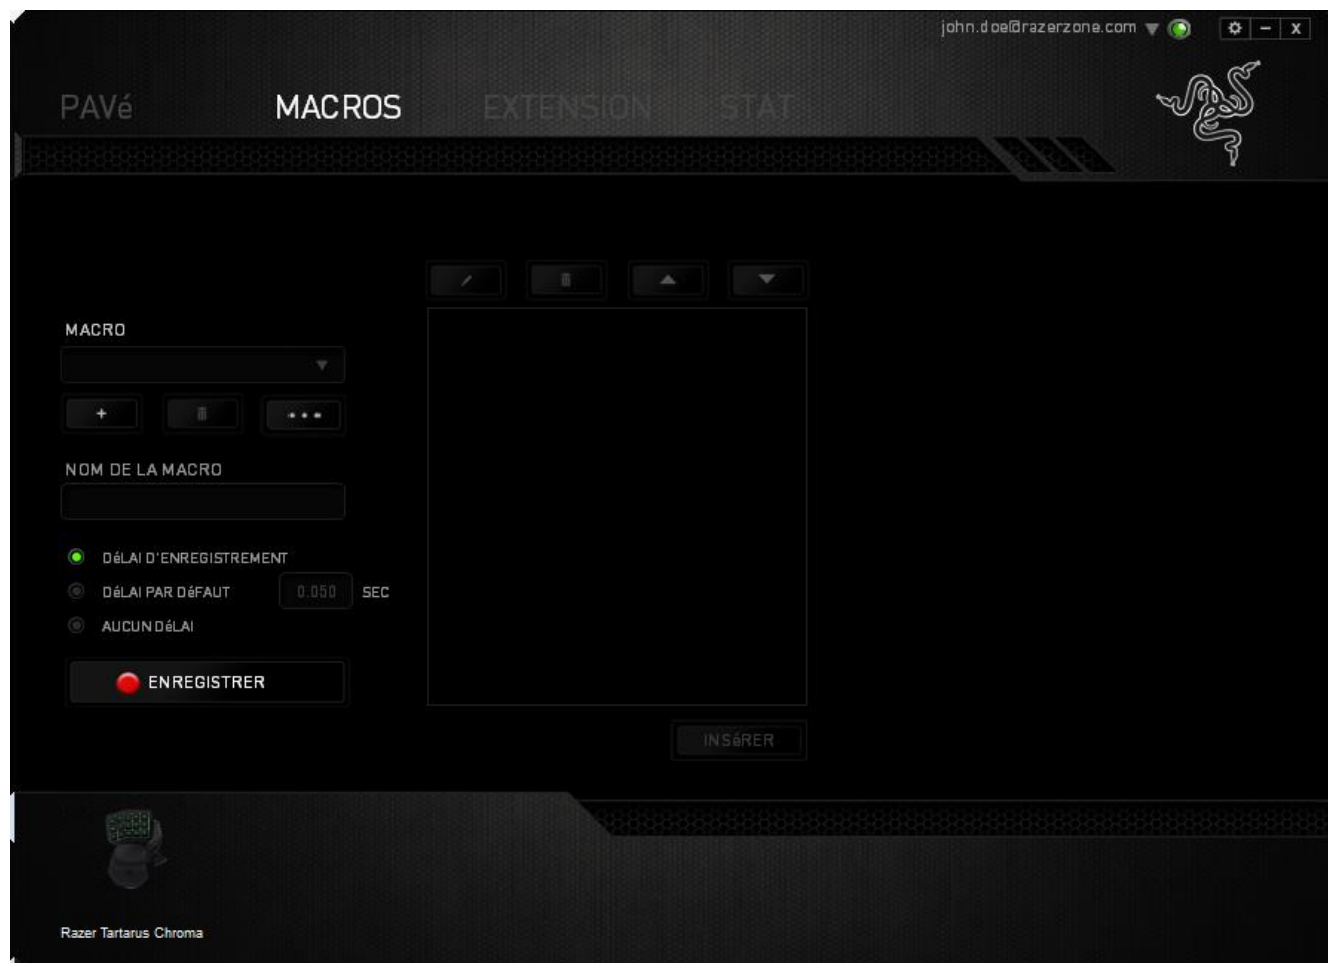 john.doe@razerzone.com
PAVé
MACROS
EXTENSION
STAT
MACRO
NOM DE LA MACRO
DéLAI D'ENREGISTREMENT
DéLAI PAR DéFAUT
0.050
SEC
AUCUN DéLAI
ENREGISTRER
INSéRER
Razer Tartarus Chroma